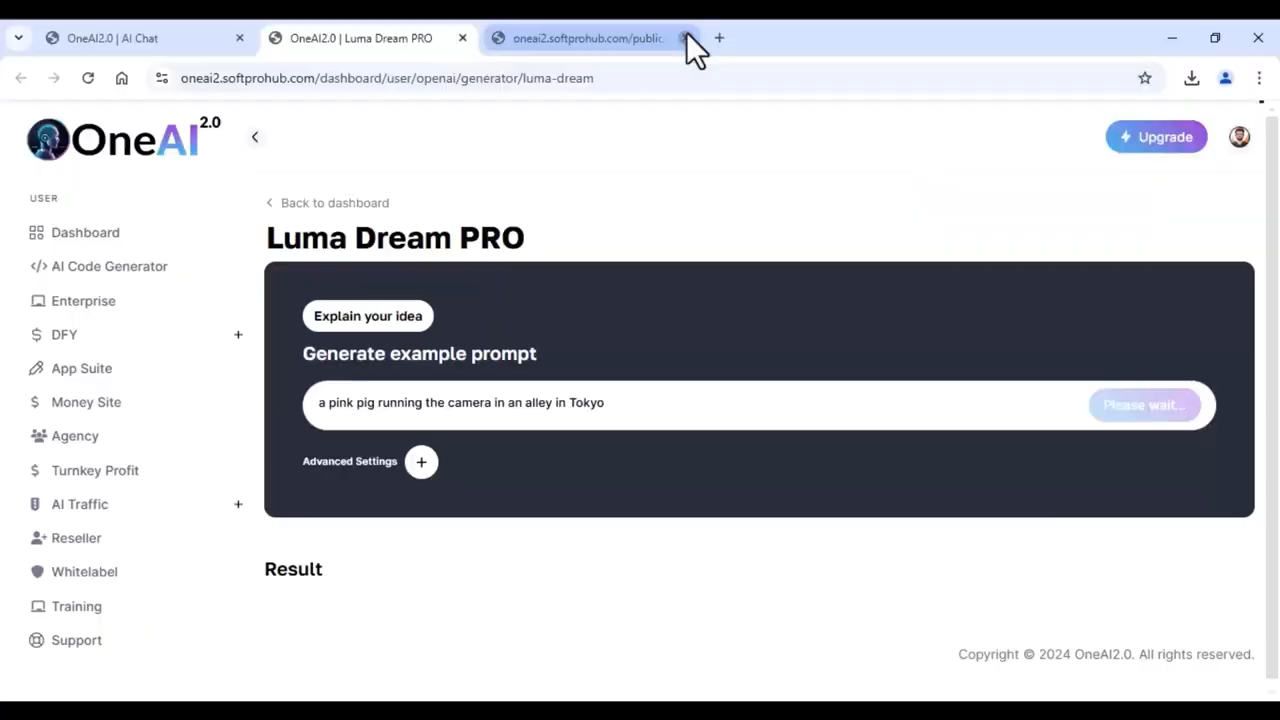 OneAI2.0 | AI Chat
OneAI2.0 | Luma Dream PRO
oneai2.softprohub.com/public
oneai2.softprohub.com/dashboard/user/openai/generator/luma-dream
OneAI 2.0
Upgrade
USER
Dashboard
AI Code Generator
Enterprise
DFY
App Suite
Money Site
Agency
Turnkey Profit
AI Traffic
Reseller
Whitelabel
Training
Support
Back to dashboard
Luma Dream PRO
Explain your idea
Generate example prompt
a pink pig running the camera in an alley in Tokyo
Please wait...
Advanced Settings
Result
Copyright © 2024 OneAI2.0. All rights reserved.